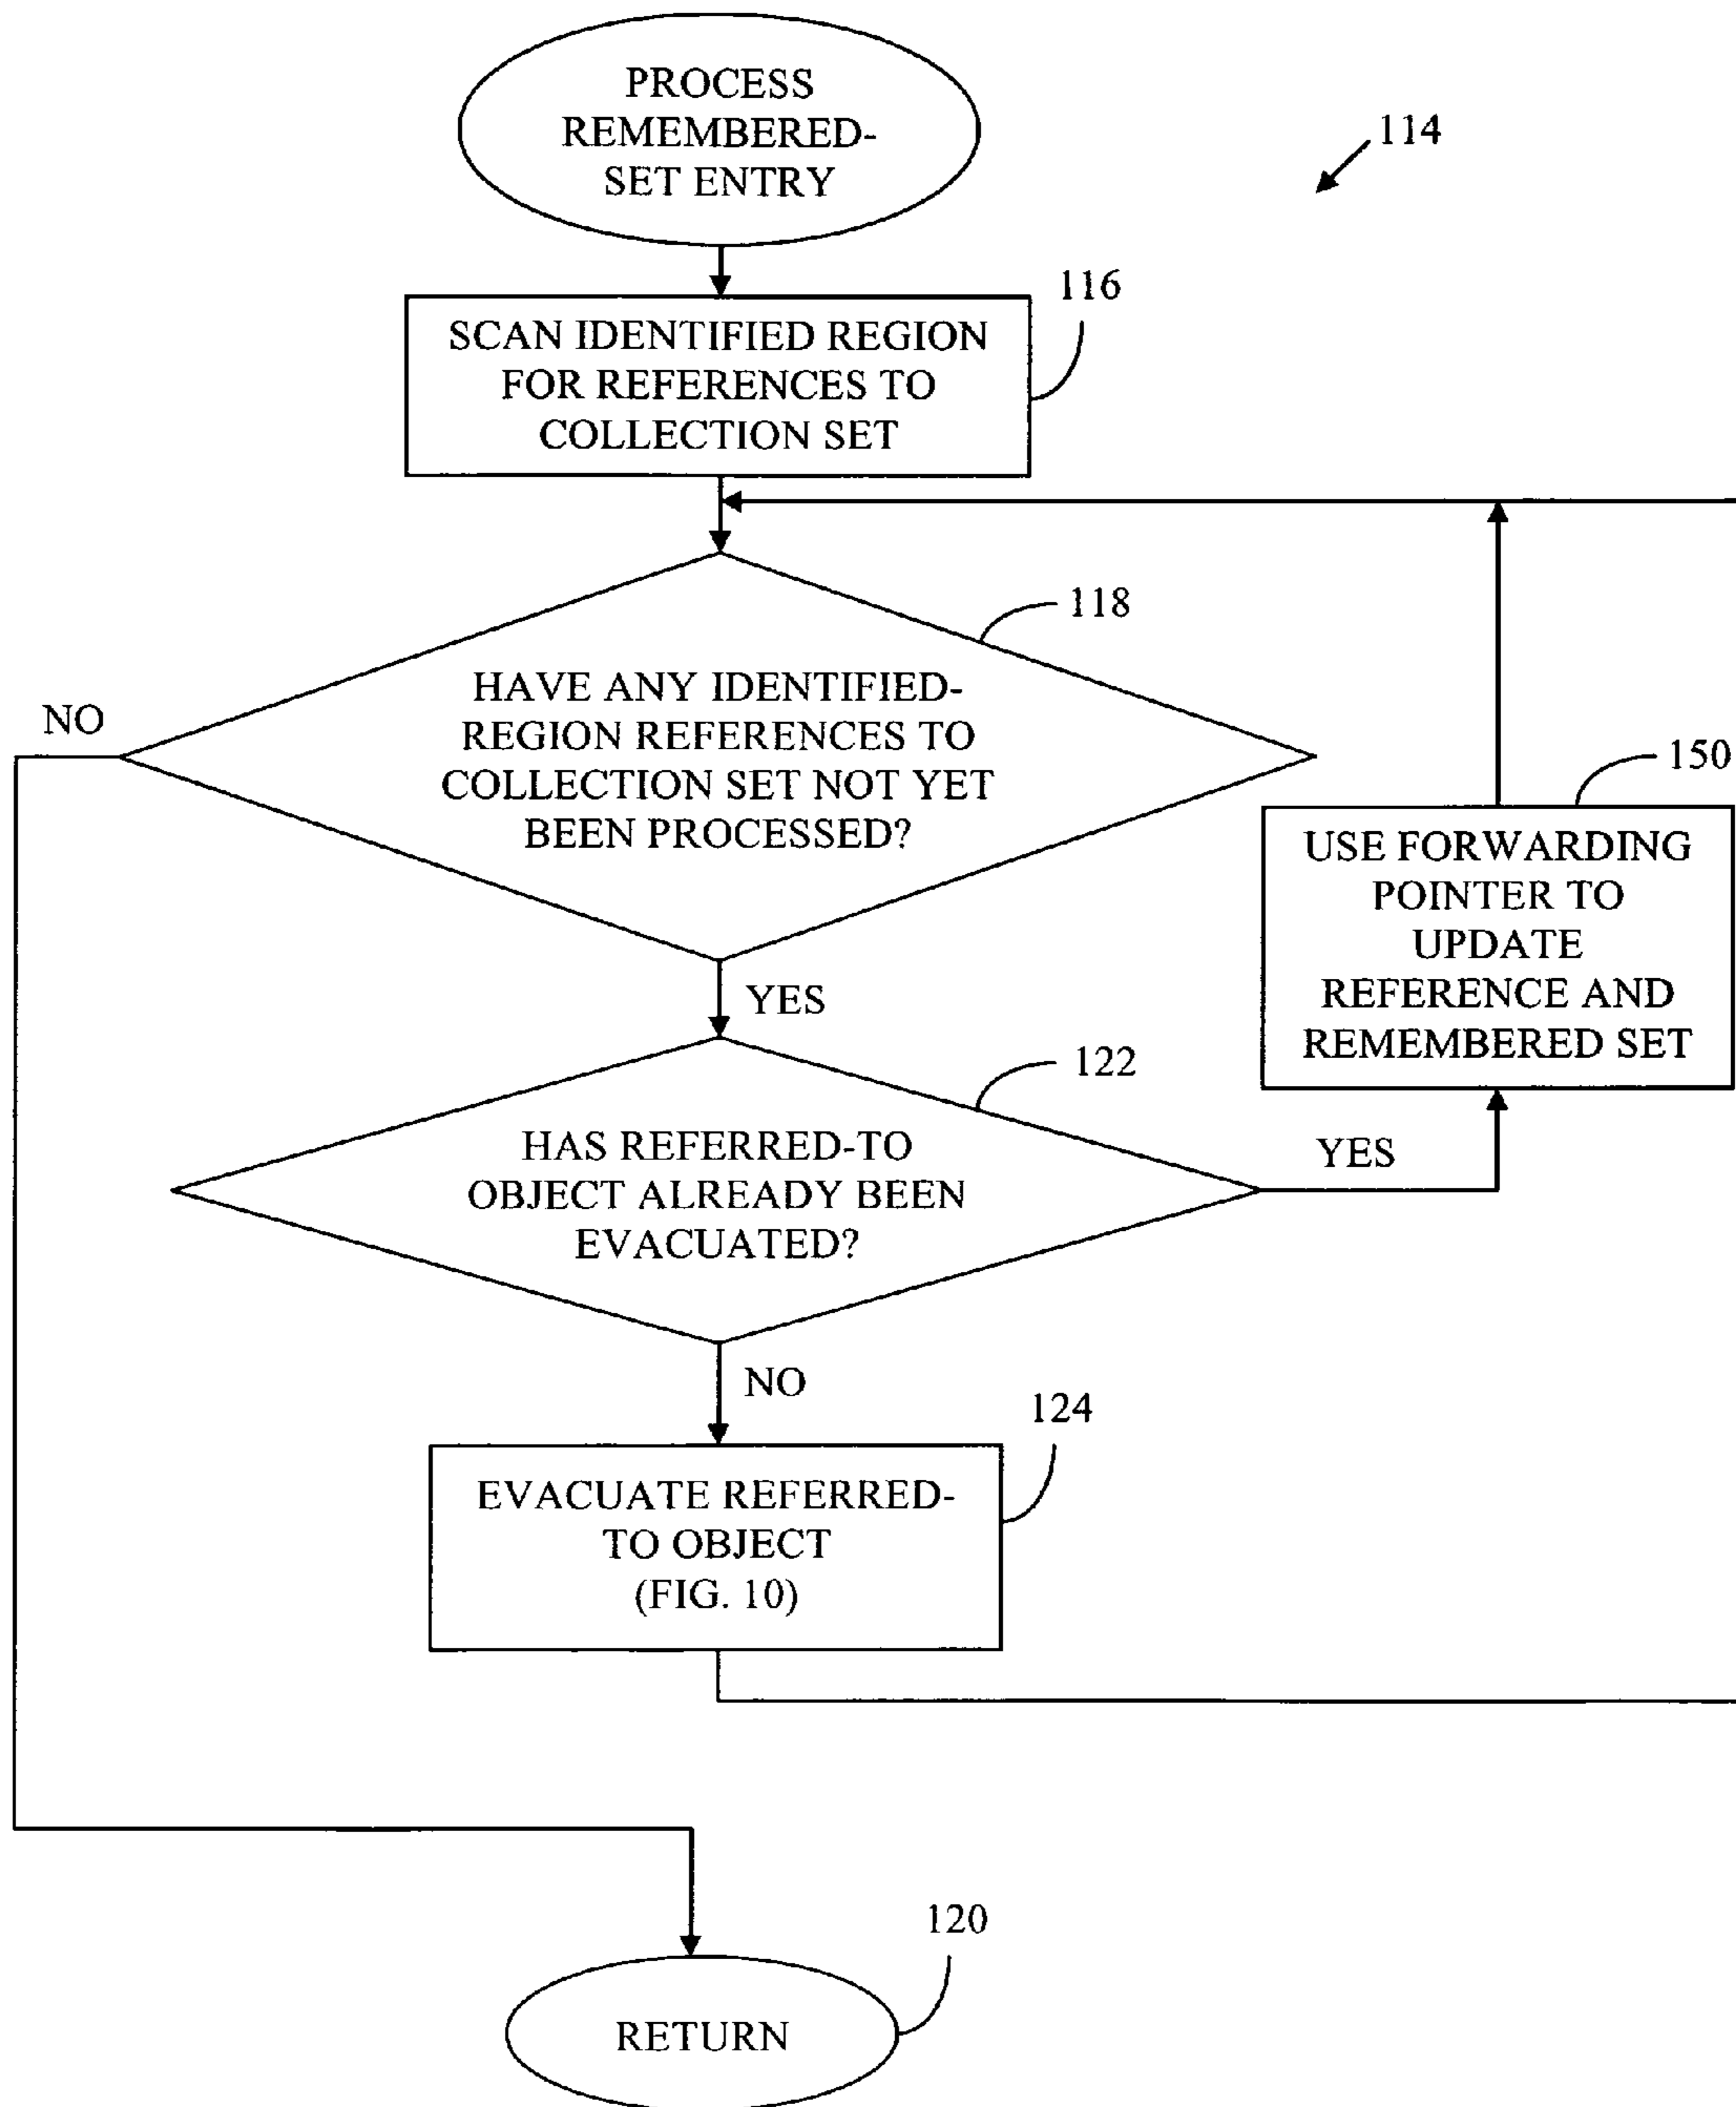 PROCESS
REMEMBERED-
SET ENTRY
114
116
SCAN IDENTIFIED REGION
FOR REFERENCES TO
COLLECTION SET
118
HAVE ANY IDENTIFIED-
REGION REFERENCES TO
COLLECTION SET NOT YET
BEEN PROCESSED?
NO
150
USE FORWARDING
POINTER TO
UPDATE
REFERENCE AND
REMEMBERED SET
YES
122
HAS REFERRED-TO
OBJECT ALREADY BEEN
EVACUATED?
YES
NO
124
EVACUATE REFERRED-
TO OBJECT
(FIG. 10)
120
RETURN